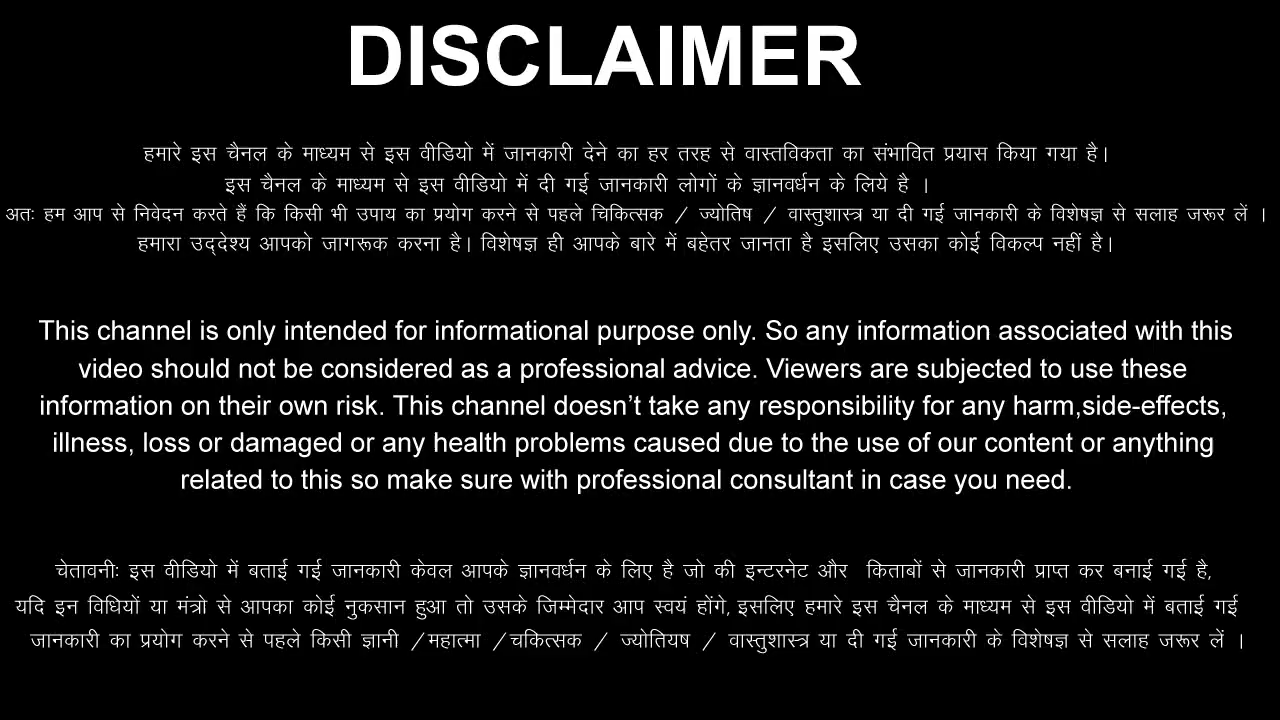 DISCLAIMER
हमारे इस चैनल के माध्यम से इस वीडियो में जानकारी देने का हर तरह से वास्तविकता का संभावित प्रयास किया गया है।
इस चैनल के माध्यम से इस वीडियो में दी गई जानकारी लोगों के ज्ञानवर्धन के लिये है ।
अतः हम आप से निवेदन करते हैं कि किसी भी उपाय का प्रयोग करने से पहले चिकित्सक / ज्योतिष / वास्तुशास्त्र या दी गई जानकारी के विशेषज्ञ से सलाह जरूर लें ।
हमारा उद्देश्य आपको जागरूक करना है। विशेषज्ञ ही आपके बारे में बहेतर जानता है इसलिए उसका कोई विकल्प नहीं है।
This channel is only intended for informational purpose only. So any information associated with this
video should not be considered as a professional advice. Viewers are subjected to use these
information on their own risk. This channel doesn’t take any responsibility for any harm,side-effects,
illness, loss or damaged or any health problems caused due to the use of our content or anything
related to this so make sure with professional consultant in case you need.
चेतावनीः इस वीडियो में बताई गई जानकारी केवल आपके ज्ञानवर्धन के लिए है जो की इन्टरनेट और किताबों से जानकारी प्राप्त कर बनाई गई है,
यदि इन विधियों या मंत्रो से आपका कोई नुकसान हुआ तो उसके जिम्मेदार आप स्वयं होंगे, इसलिए हमारे इस चैनल के माध्यम से इस वीडियो में बताई गई
जानकारी का प्रयोग करने से पहले किसी ज्ञानी /महात्मा /चकित्सक / ज्योतियष / वास्तुशास्त्र या दी गई जानकारी के विशेषज्ञ से सलाह जरूर लें ।